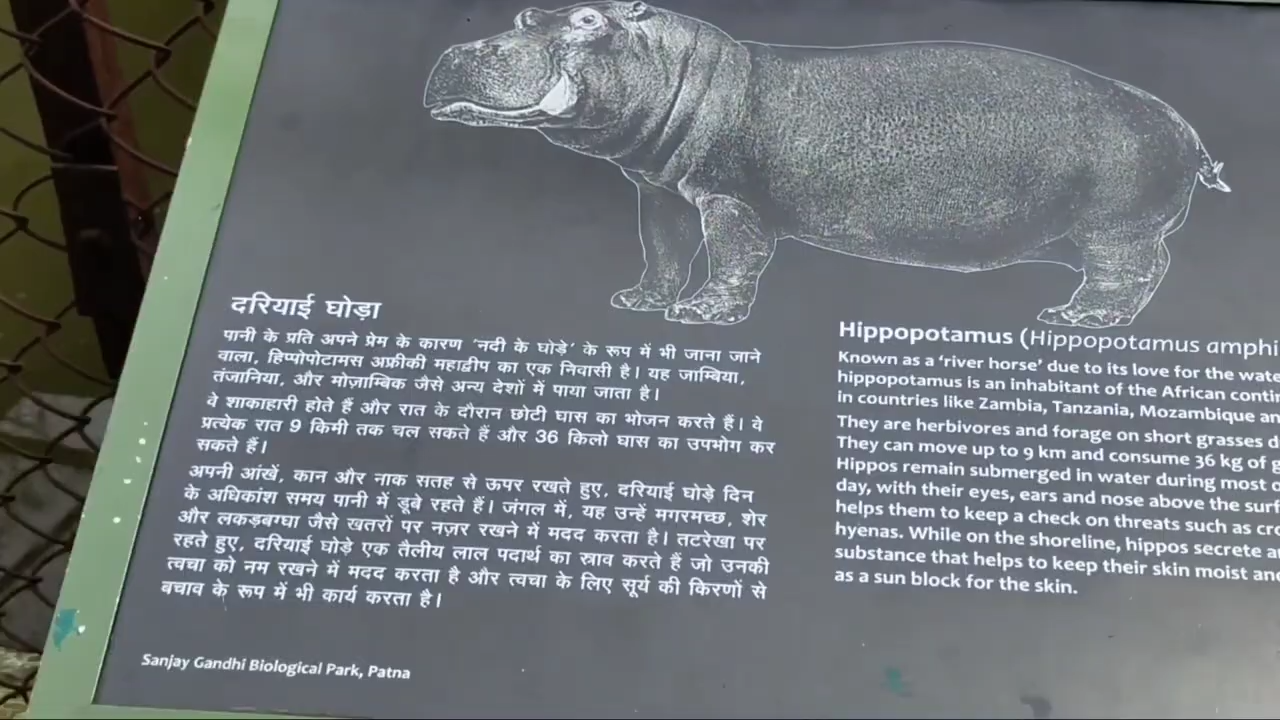 दरियाई घोड़ा
पानी के प्रति अपने प्रेम के कारण 'नदी के घोड़े' के रूप में भी जाना जाने
वाला, हिप्पोपोटामस अफ्रीकी महाद्वीप का एक निवासी है। यह जाम्बिया,
तंजानिया, और मोज़ाम्बिक जैसे अन्य देशों में पाया जाता है।
वे शाकाहारी होते हैं और रात के दौरान छोटी घास का भोजन करते हैं। वे
प्रत्येक रात 9 किमी तक चल सकते हैं और 36 किलो घास का उपभोग कर
सकते हैं।
अपनी आंखें, कान और नाक सतह से ऊपर रखते हुए, दरियाई घोड़े दिन
के अधिकांश समय पानी में डूबे रहते हैं। जंगल में, यह उन्हें मगरमच्छ, शेर
और लकड़बग्घा जैसे खतरों पर नज़र रखने में मदद करता है। तटरेखा पर
रहते हुए, दरियाई घोड़े एक तैलीय लाल पदार्थ का स्राव करते हैं जो उनकी
त्वचा को नम रखने में मदद करता है और त्वचा के लिए सूर्य की किरणों से
बचाव के रूप में भी कार्य करता है।
Hippopotamus (Hippopotamus amphi
Known as a 'river horse' due to its love for the wate
hippopotamus is an inhabitant of the African contin
in countries like Zambia, Tanzania, Mozambique an
They are herbivores and forage on short grasses d
They can move up to 9 km and consume 36 kg of g
Hippos remain submerged in water during most o
day, with their eyes, ears and nose above the surf
helps them to keep a check on threats such as cro
hyenas. While on the shoreline, hippos secrete an
substance that helps to keep their skin moist and
as a sun block for the skin.
Sanjay Gandhi Biological Park, Patna